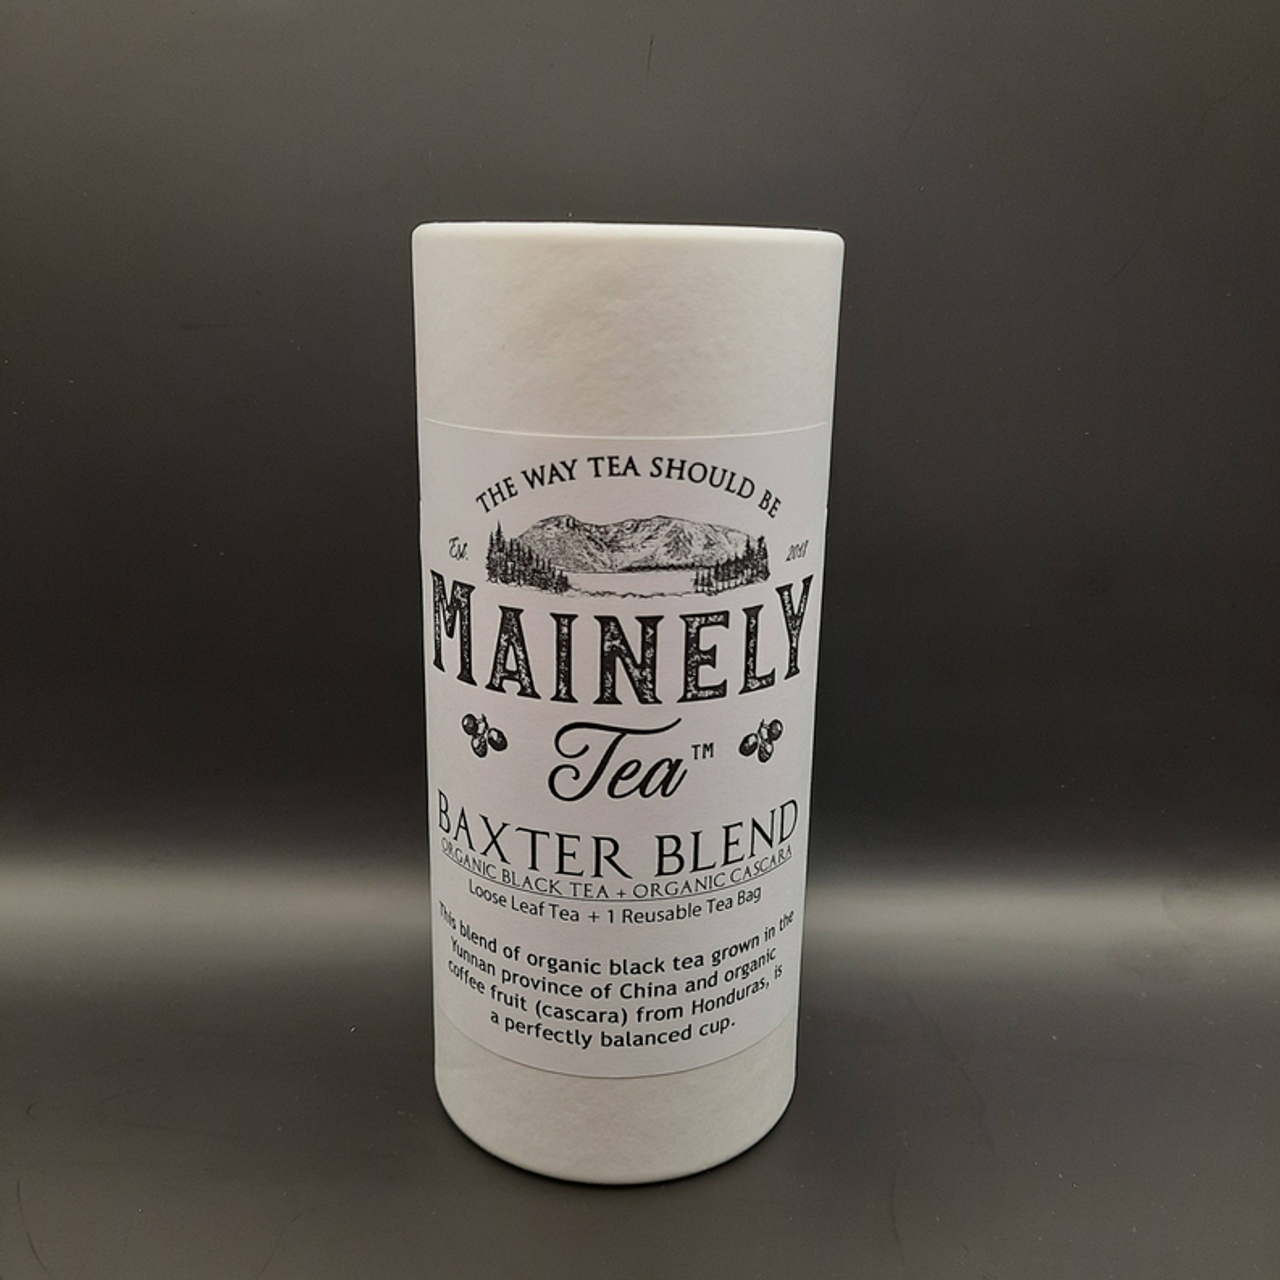 THE WAY TEA SHOULD BE
Est. 2018
MAINELY
Tea™
BAXTER BLEND
ORGANIC BLACK TEA + ORGANIC CASCARA
Loose Leaf Tea + 1 Reusable Tea Bag
This blend of organic black tea grown in the
Yunnan province of China and organic
coffee fruit (cascara) from Honduras, is
a perfectly balanced cup.